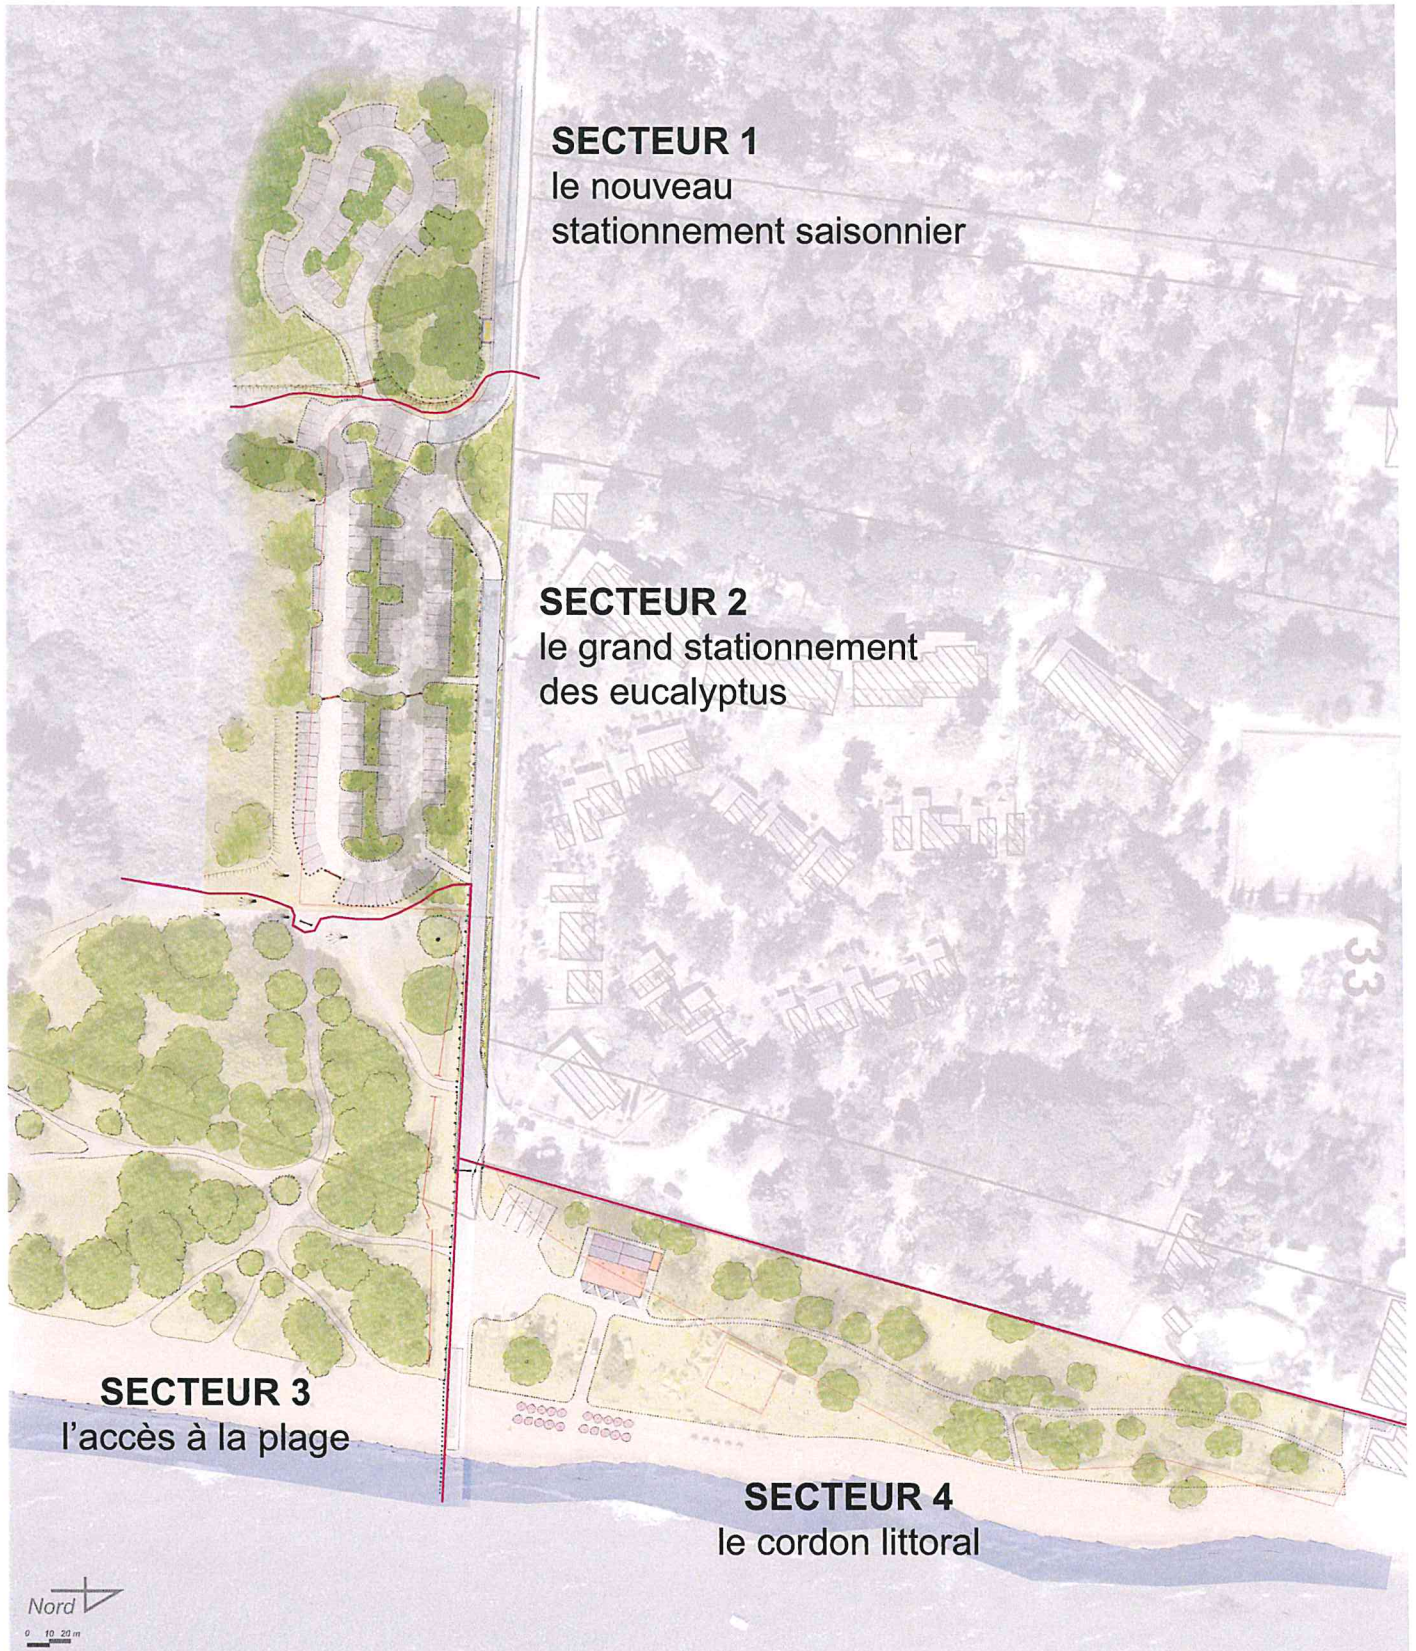 SECTEUR 1
le nouveau
stationnement saisonnier
SECTEUR 2
le grand stationnement
des eucalyptus
733
SECTEUR 3
l'accès à la plage
SECTEUR 4
le cordon littoral
Nord
0 10 20 m